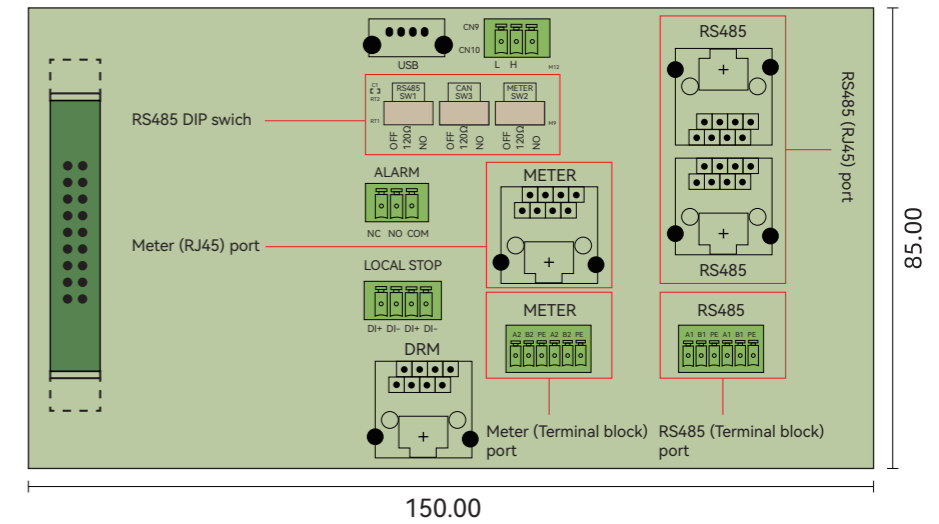 CN9
CN10
USB
L H
M12
RS485
C1
RT2
RT1
RS485
SW1
CAN
SW3
METER
SW2
M9
OFF
120Ω
NO
OFF
120Ω
NO
OFF
120Ω
NO
RS485 DIP swich
RS485 (RJ45) port
ALARM
NC NO COM
METER
Meter (RJ45) port
LOCAL STOP
DI+ DI- DI+ DI-
RS485
METER
A2 B2 PE A2 B2 PE
RS485
A1 B1 PE A1 B1 PE
DRM
Meter (Terminal block)
port
RS485 (Terminal block)
port
85.00
150.00